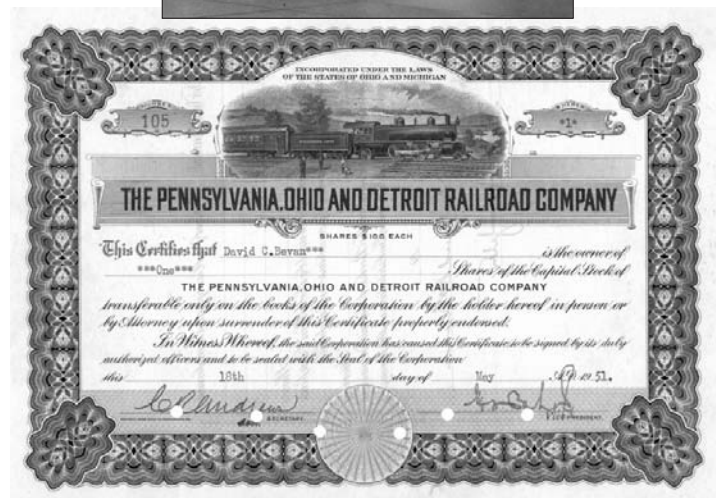 INCORPORATED UNDER THE LAWS
OF THE STATES OF OHIO AND MICHIGAN
NUMBER
105
SHARES
*1*
THE PENNSYLVANIA, OHIO AND DETROIT RAILROAD COMPANY
SHARES $100 EACH
This Certifies that David C. Bevan*** is the owner of
***One*** Shares of the Capital Stock of
THE PENNSYLVANIA, OHIO AND DETROIT RAILROAD COMPANY
transferable only on the books of the Corporation by the holder hereof in person or
by Attorney upon surrender of this Certificate properly endorsed.
In Witness Whereof, the said Corporation has caused this Certificate to be signed by its duly
authorized officers and to be sealed with the Seal of the Corporation
this 18th day of May 1951.
SECRETARY.
VICE PRESIDENT.